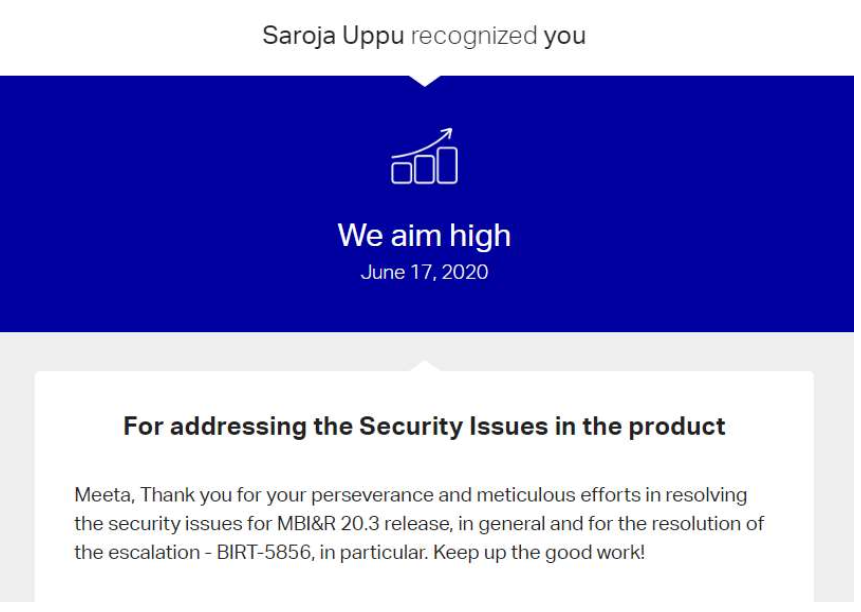 Saroja Uppu recognized you
We aim high
June 17, 2020
For addressing the Security Issues in the product
Meeta, Thank you for your perseverance and meticulous efforts in resolving
the security issues for MBI&R 20.3 release, in general and for the resolution of
the escalation - BIRT-5856, in particular. Keep up the good work!